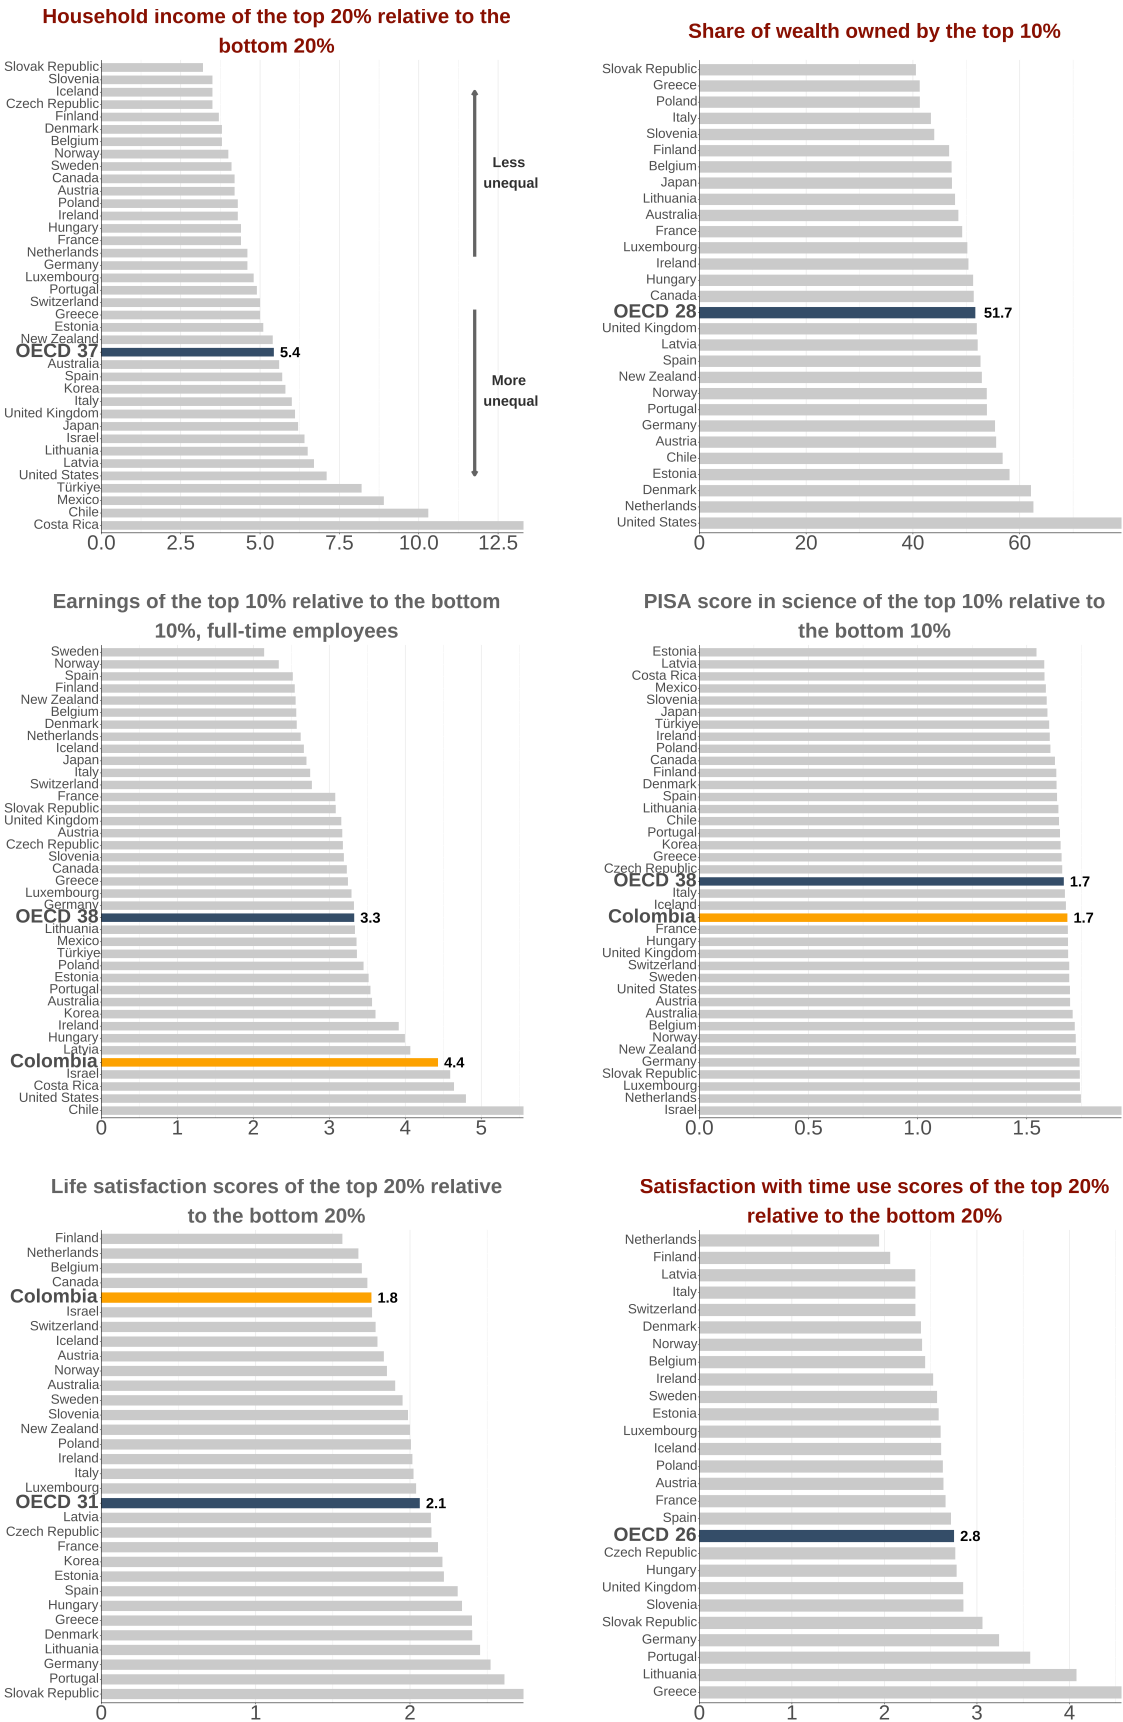 Household income of the top 20% relative to the
bottom 20%
Slovak Republic
Slovenia
Iceland
Czech Republic
Finland
Denmark
Belgium
Norway
Sweden
Canada
Austria
Poland
Ireland
Hungary
France
Netherlands
Germany
Luxembourg
Portugal
Switzerland
Greece
Estonia
New Zealand
OECD 37
5.4
Australia
Spain
Korea
Italy
United Kingdom
Japan
Israel
Lithuania
Latvia
United States
Türkiye
Mexico
Chile
Costa Rica
Less
unequal
More
unequal
0.0 2.5 5.0 7.5 10.0 12.5
Share of wealth owned by the top 10%
Slovak Republic
Greece
Poland
Italy
Slovenia
Finland
Belgium
Japan
Lithuania
Australia
France
Luxembourg
Ireland
Hungary
Canada
OECD 28
51.7
United Kingdom
Latvia
Spain
New Zealand
Norway
Portugal
Germany
Austria
Chile
Estonia
Denmark
Netherlands
United States
0 20 40 60
Earnings of the top 10% relative to the bottom
10%, full-time employees
Sweden
Norway
Spain
Finland
New Zealand
Belgium
Denmark
Netherlands
Iceland
Japan
Italy
Switzerland
France
Slovak Republic
United Kingdom
Austria
Czech Republic
Slovenia
Canada
Greece
Luxembourg
Germany
OECD 38
3.3
Lithuania
Mexico
Türkiye
Poland
Estonia
Portugal
Australia
Korea
Ireland
Hungary
Latvia
Colombia
4.4
Israel
Costa Rica
United States
Chile
0 1 2 3 4 5
PISA score in science of the top 10% relative to
the bottom 10%
Estonia
Latvia
Costa Rica
Mexico
Slovenia
Japan
Türkiye
Ireland
Poland
Canada
Finland
Denmark
Spain
Lithuania
Chile
Portugal
Korea
Greece
Czech Republic
OECD 38
1.7
Italy
Iceland
Colombia
1.7
France
Hungary
United Kingdom
Switzerland
Sweden
United States
Austria
Australia
Belgium
Norway
New Zealand
Germany
Slovak Republic
Luxembourg
Netherlands
Israel
0.0 0.5 1.0 1.5
Life satisfaction scores of the top 20% relative
to the bottom 20%
Finland
Netherlands
Belgium
Canada
Colombia
1.8
Israel
Switzerland
Iceland
Austria
Norway
Australia
Sweden
Slovenia
New Zealand
Poland
Ireland
Italy
Luxembourg
OECD 31
2.1
Latvia
Czech Republic
France
Korea
Estonia
Spain
Hungary
Greece
Denmark
Lithuania
Germany
Portugal
Slovak Republic
0 1 2
Satisfaction with time use scores of the top 20%
relative to the bottom 20%
Netherlands
Finland
Latvia
Italy
Switzerland
Denmark
Norway
Belgium
Ireland
Sweden
Estonia
Luxembourg
Iceland
Poland
Austria
France
Spain
OECD 26
2.8
Czech Republic
Hungary
United Kingdom
Slovenia
Slovak Republic
Germany
Portugal
Lithuania
Greece
0 1 2 3 4